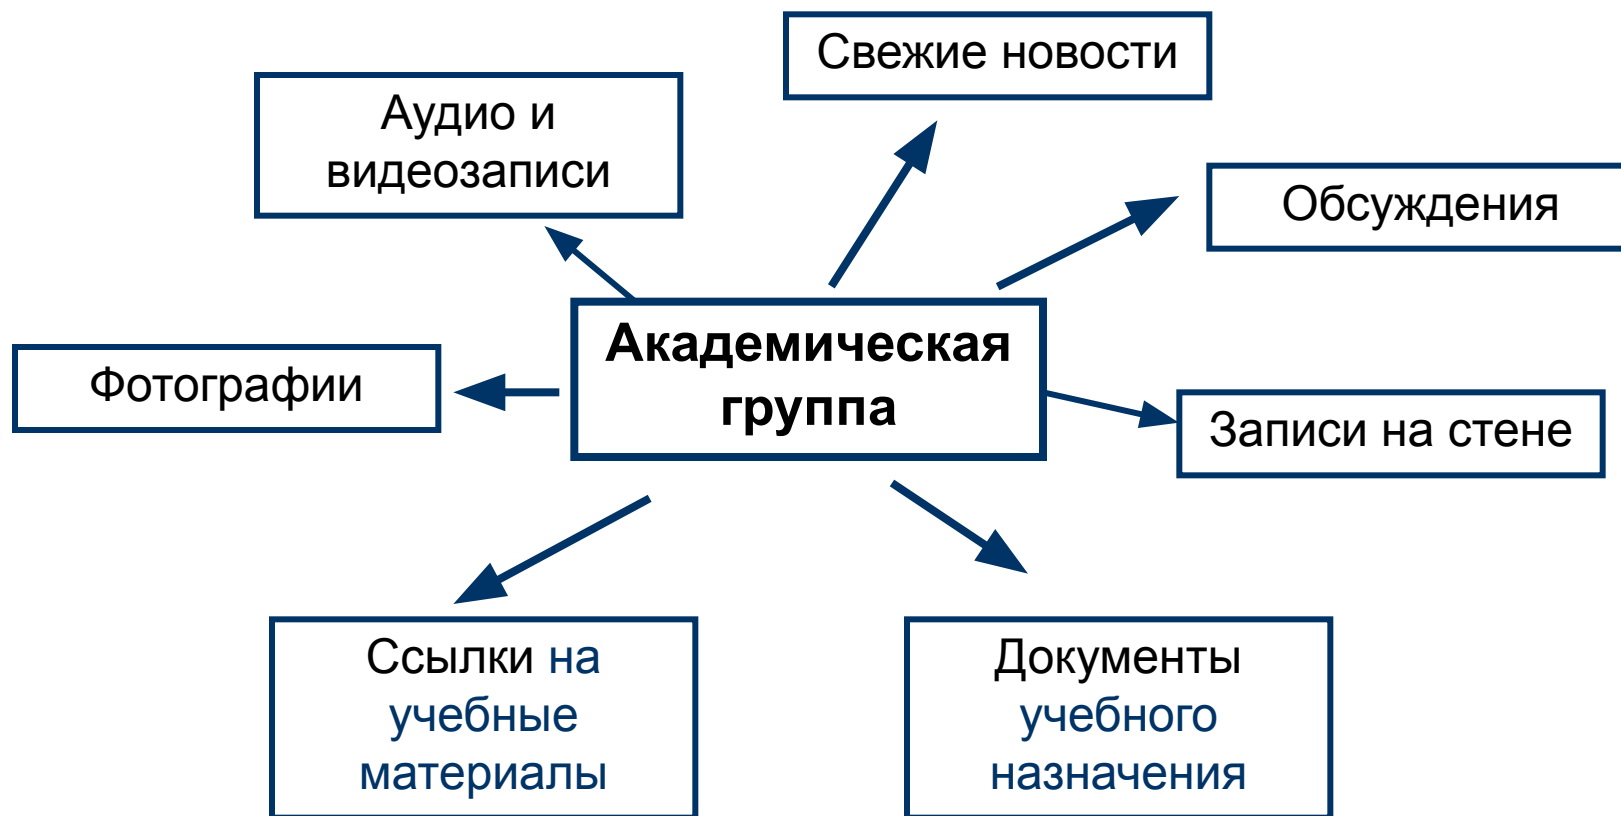 Свежие новости
Аудио и
видеозаписи
Обсуждения
Академическая
группа
Фотографии
Записи на стене
Ссылки на
учебные
материалы
Документы
учебного
назначения